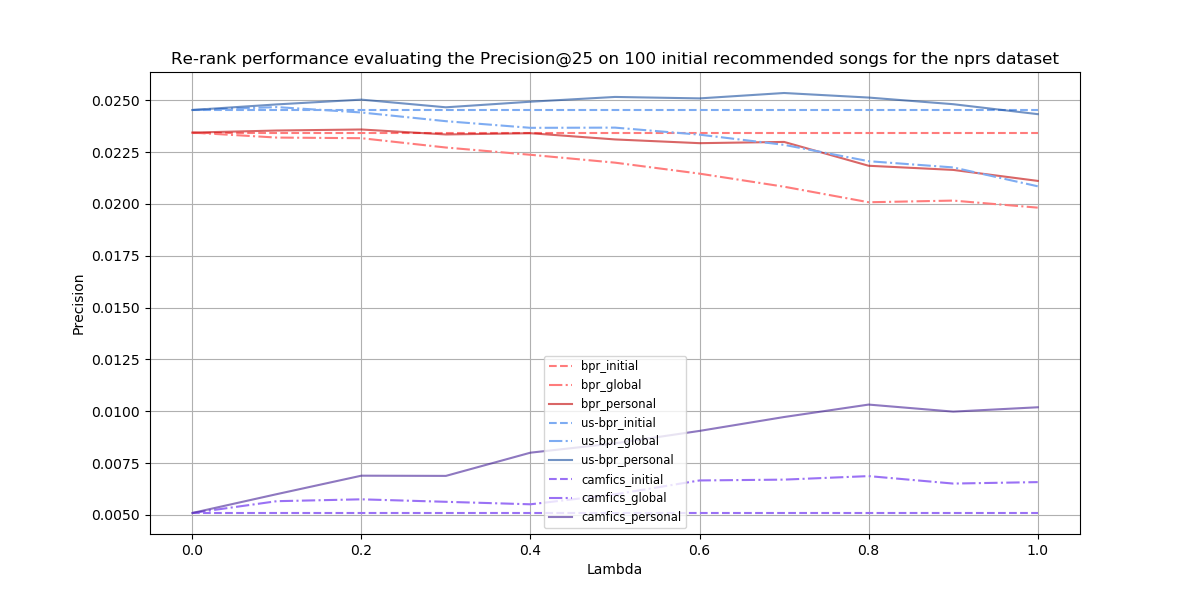 Re-rank performance evaluating the Precision@25 on 100 initial recommended songs for the nprs dataset
Precision
0.0250
0.0225
0.0200
0.0175
0.0150
0.0125
0.0100
0.0075
0.0050
bpr_initial
bpr_global
bpr_personal
us-bpr_initial
us-bpr_global
us-bpr_personal
camfics_initial
camfics_global
camfics_personal
0.0 0.2 0.4 0.6 0.8 1.0
Lambda